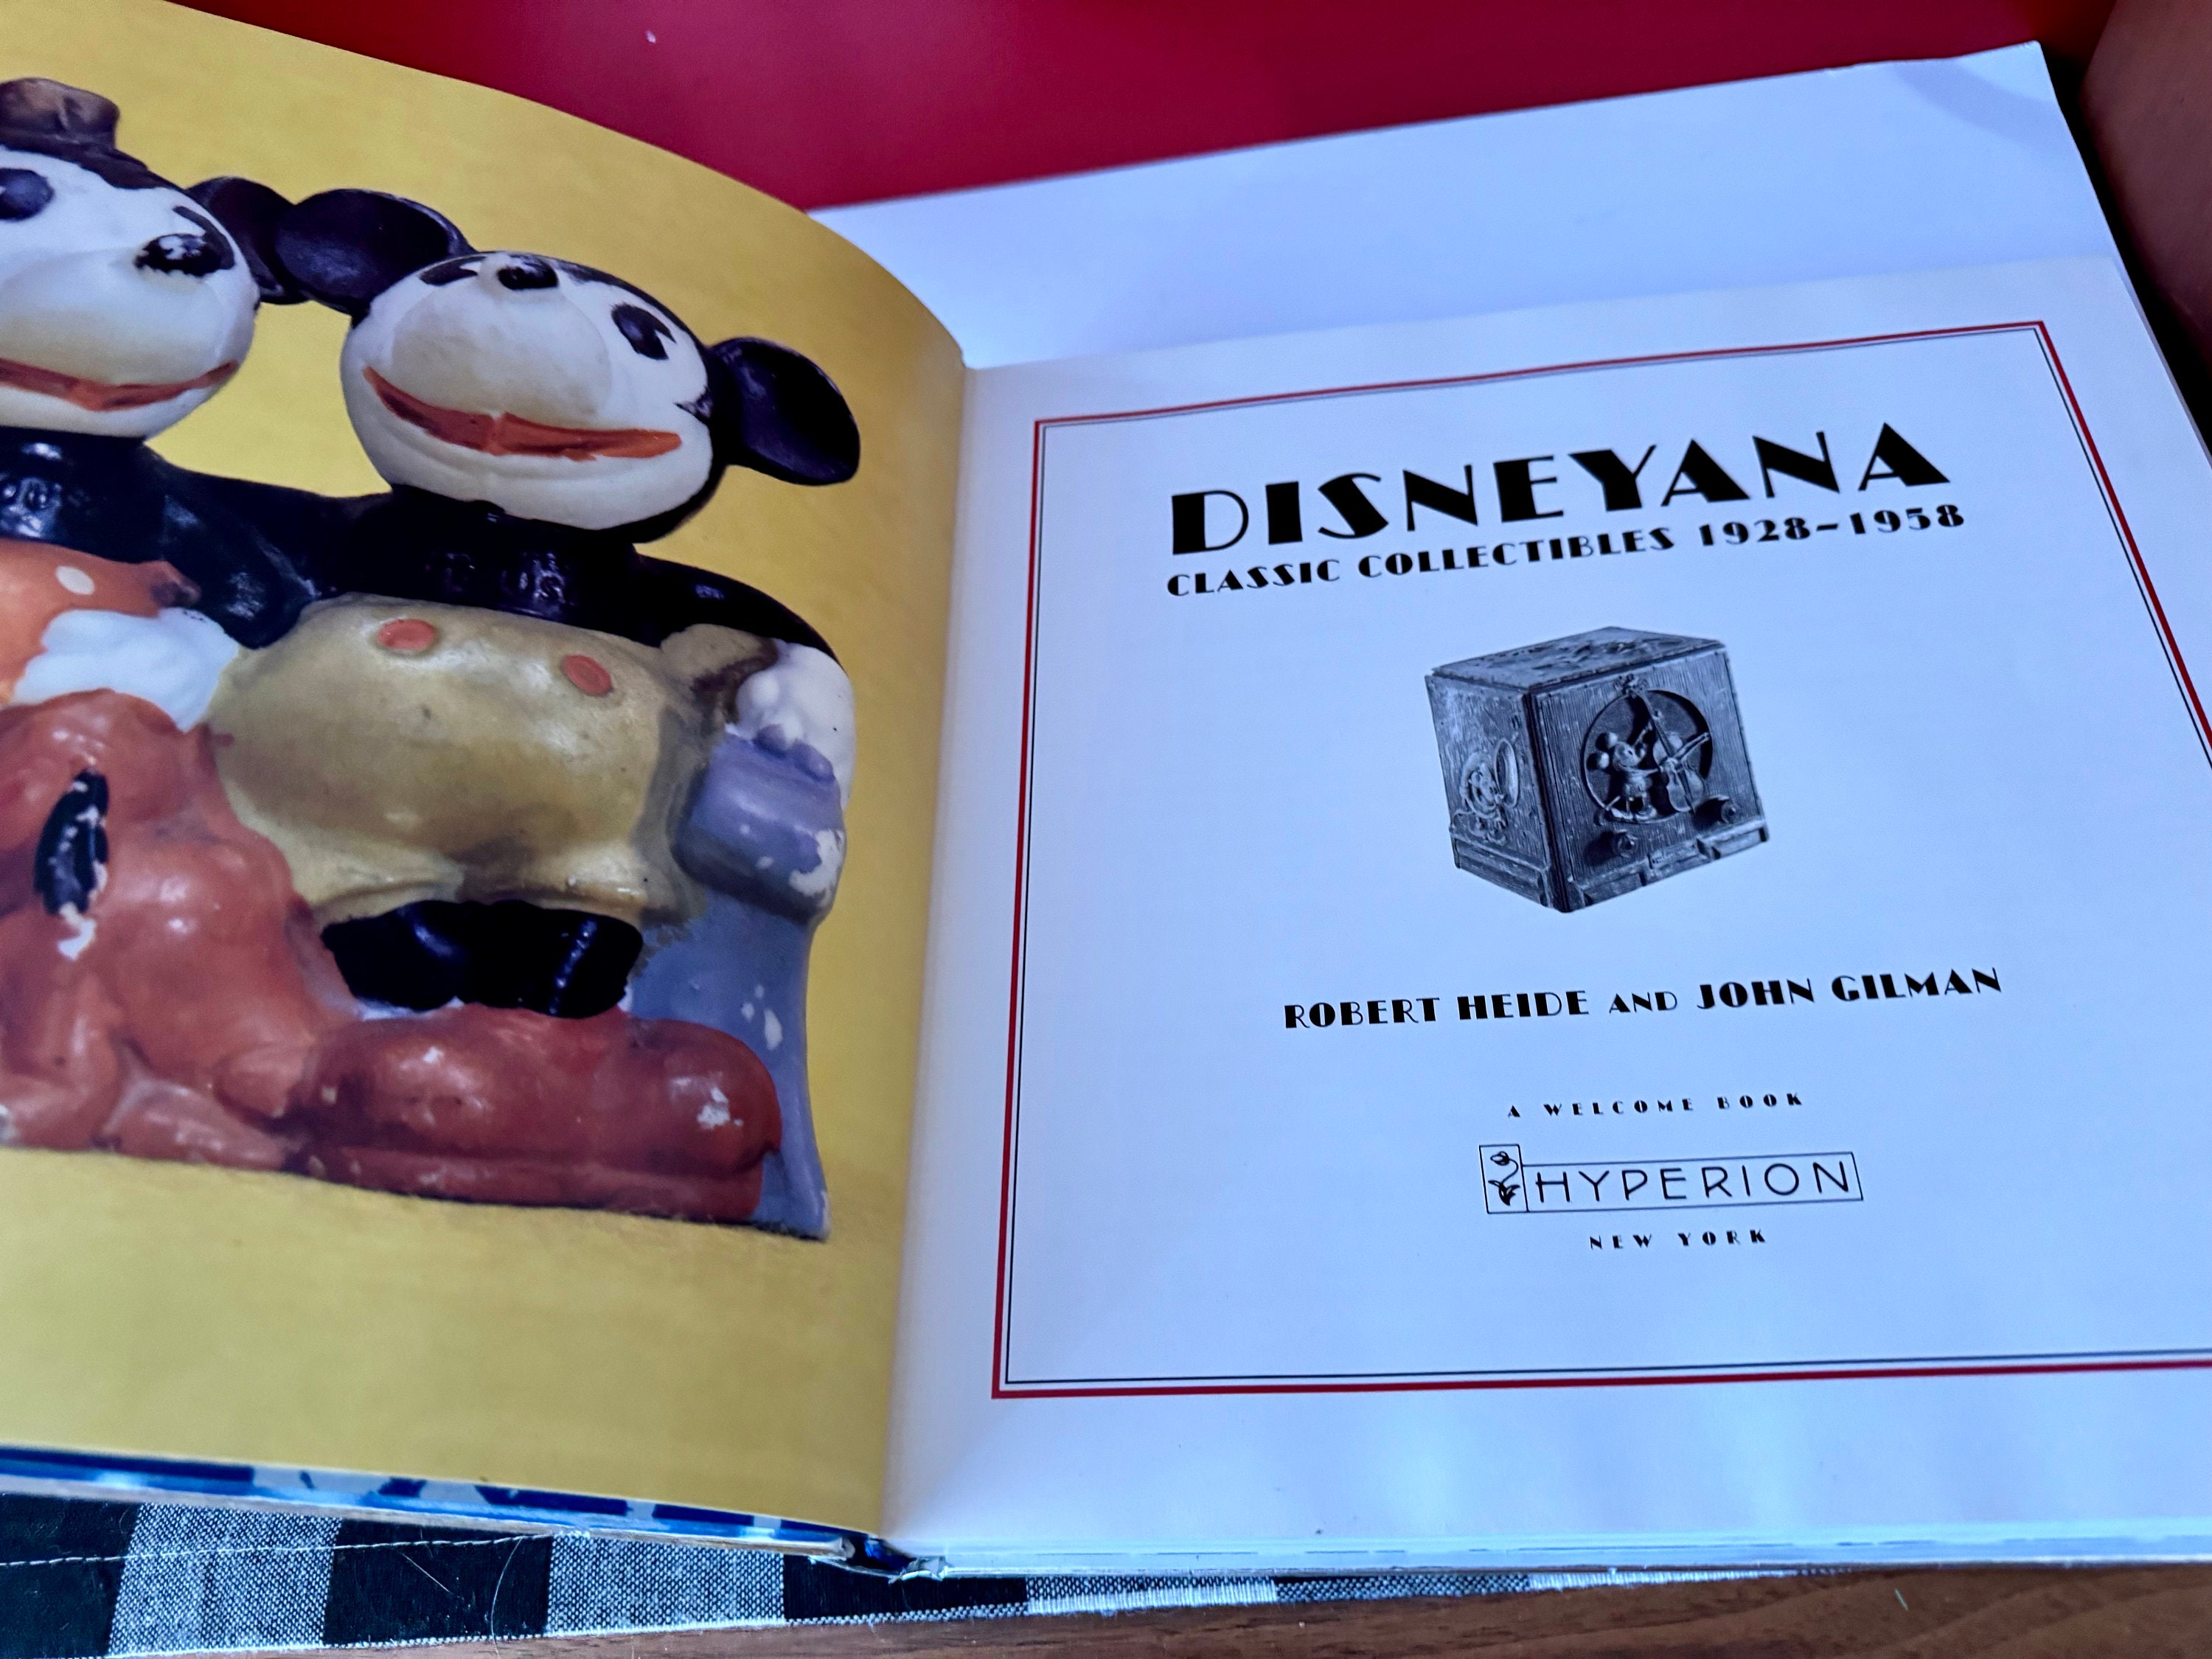 DISNEYANA
CLASSIC COLLECTIBLES 1928–1958
ROBERT HEIDE AND JOHN GILMAN
A WELCOME BOOK
HYPERION
NEW YORK